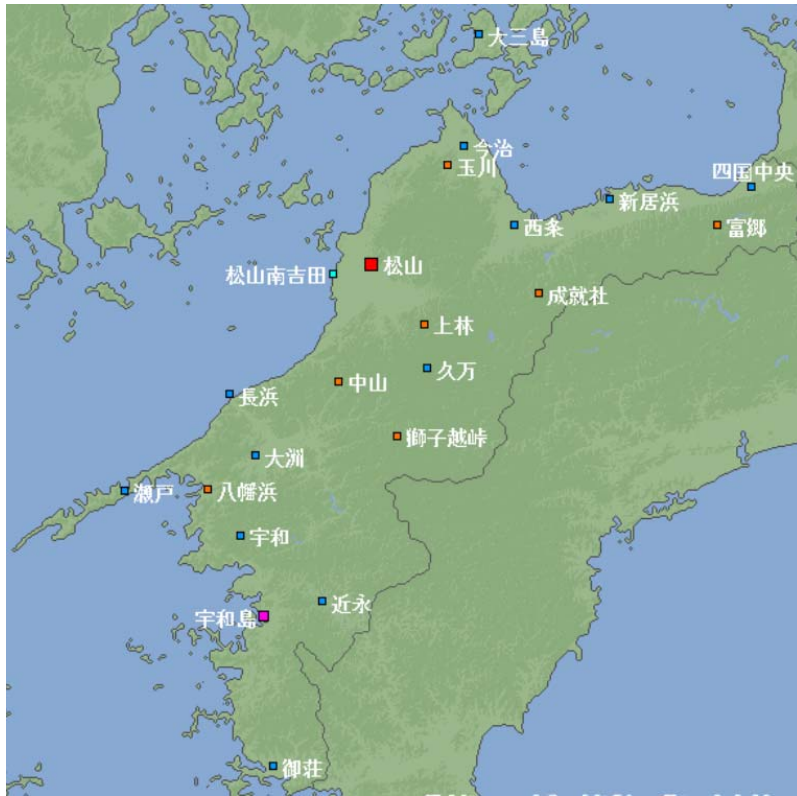 大三島
今治
玉川
四国中央
新居浜
西条
富郷
松山南吉田
松山
成就社
上林
久万
中山
長浜
獅子越峠
大洲
瀬戸
八幡浜
宇和
近永
宇和島
御荘